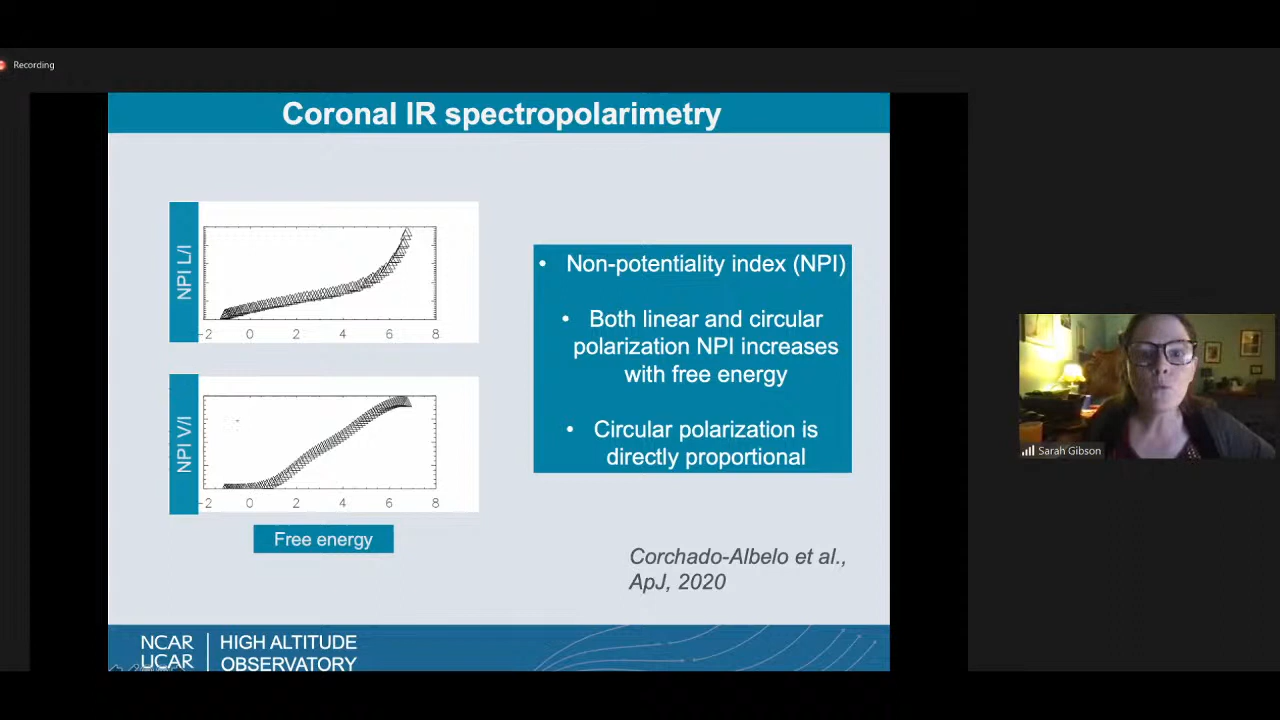 Recording
Coronal IR spectropolarimetry
NPI L/I
-2 0 2 4 6 8
NPI V/I
-2 0 2 4 6 8
Free energy
• Non-potentiality index (NPI)
• Both linear and circular
polarization NPI increases
with free energy
• Circular polarization is
directly proportional
Corchado-Albelo et al.,
ApJ, 2020
Sarah Gibson
NCAR
UCAR
HIGH ALTITUDE
OBSERVATORY